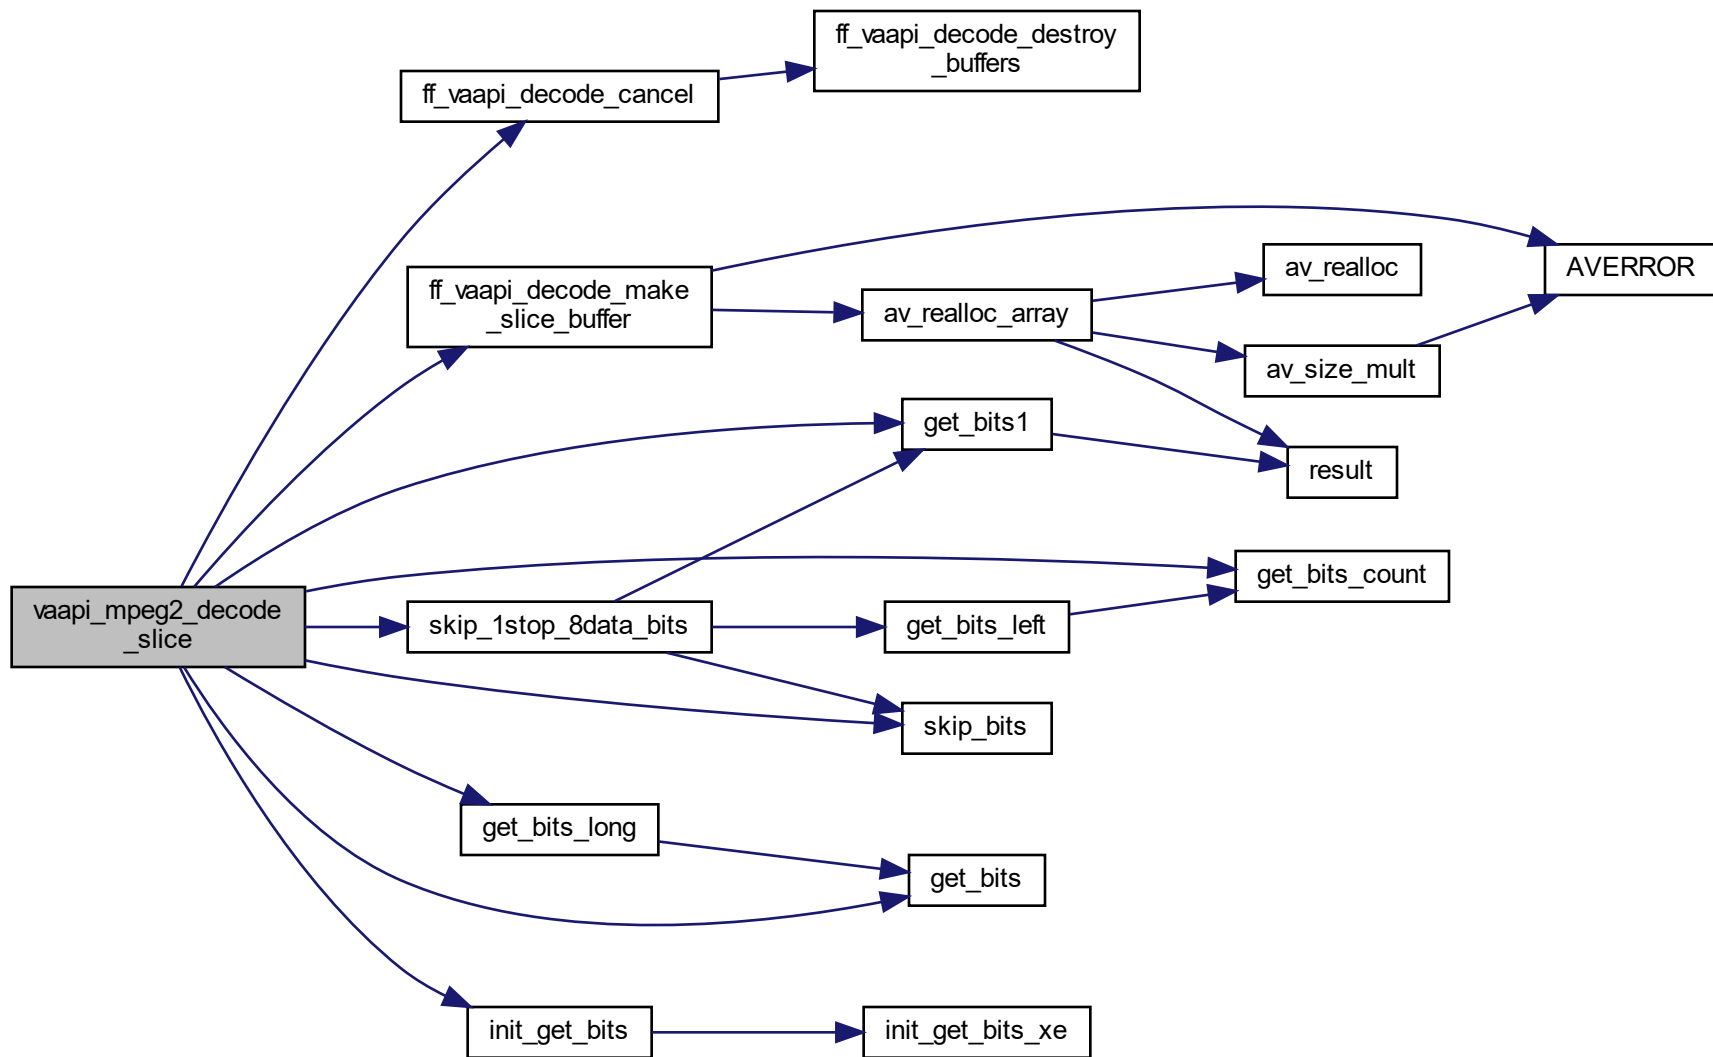 ff_vaapi_decode_destroy
_buffers
ff_vaapi_decode_cancel
ff_vaapi_decode_make
_slice_buffer
av_realloc_array
av_realloc
AVERROR
av_size_mult
get_bits1
result
vaapi_mpeg2_decode
_slice
skip_1stop_8data_bits
get_bits_left
get_bits_count
skip_bits
get_bits_long
get_bits
init_get_bits
init_get_bits_xe